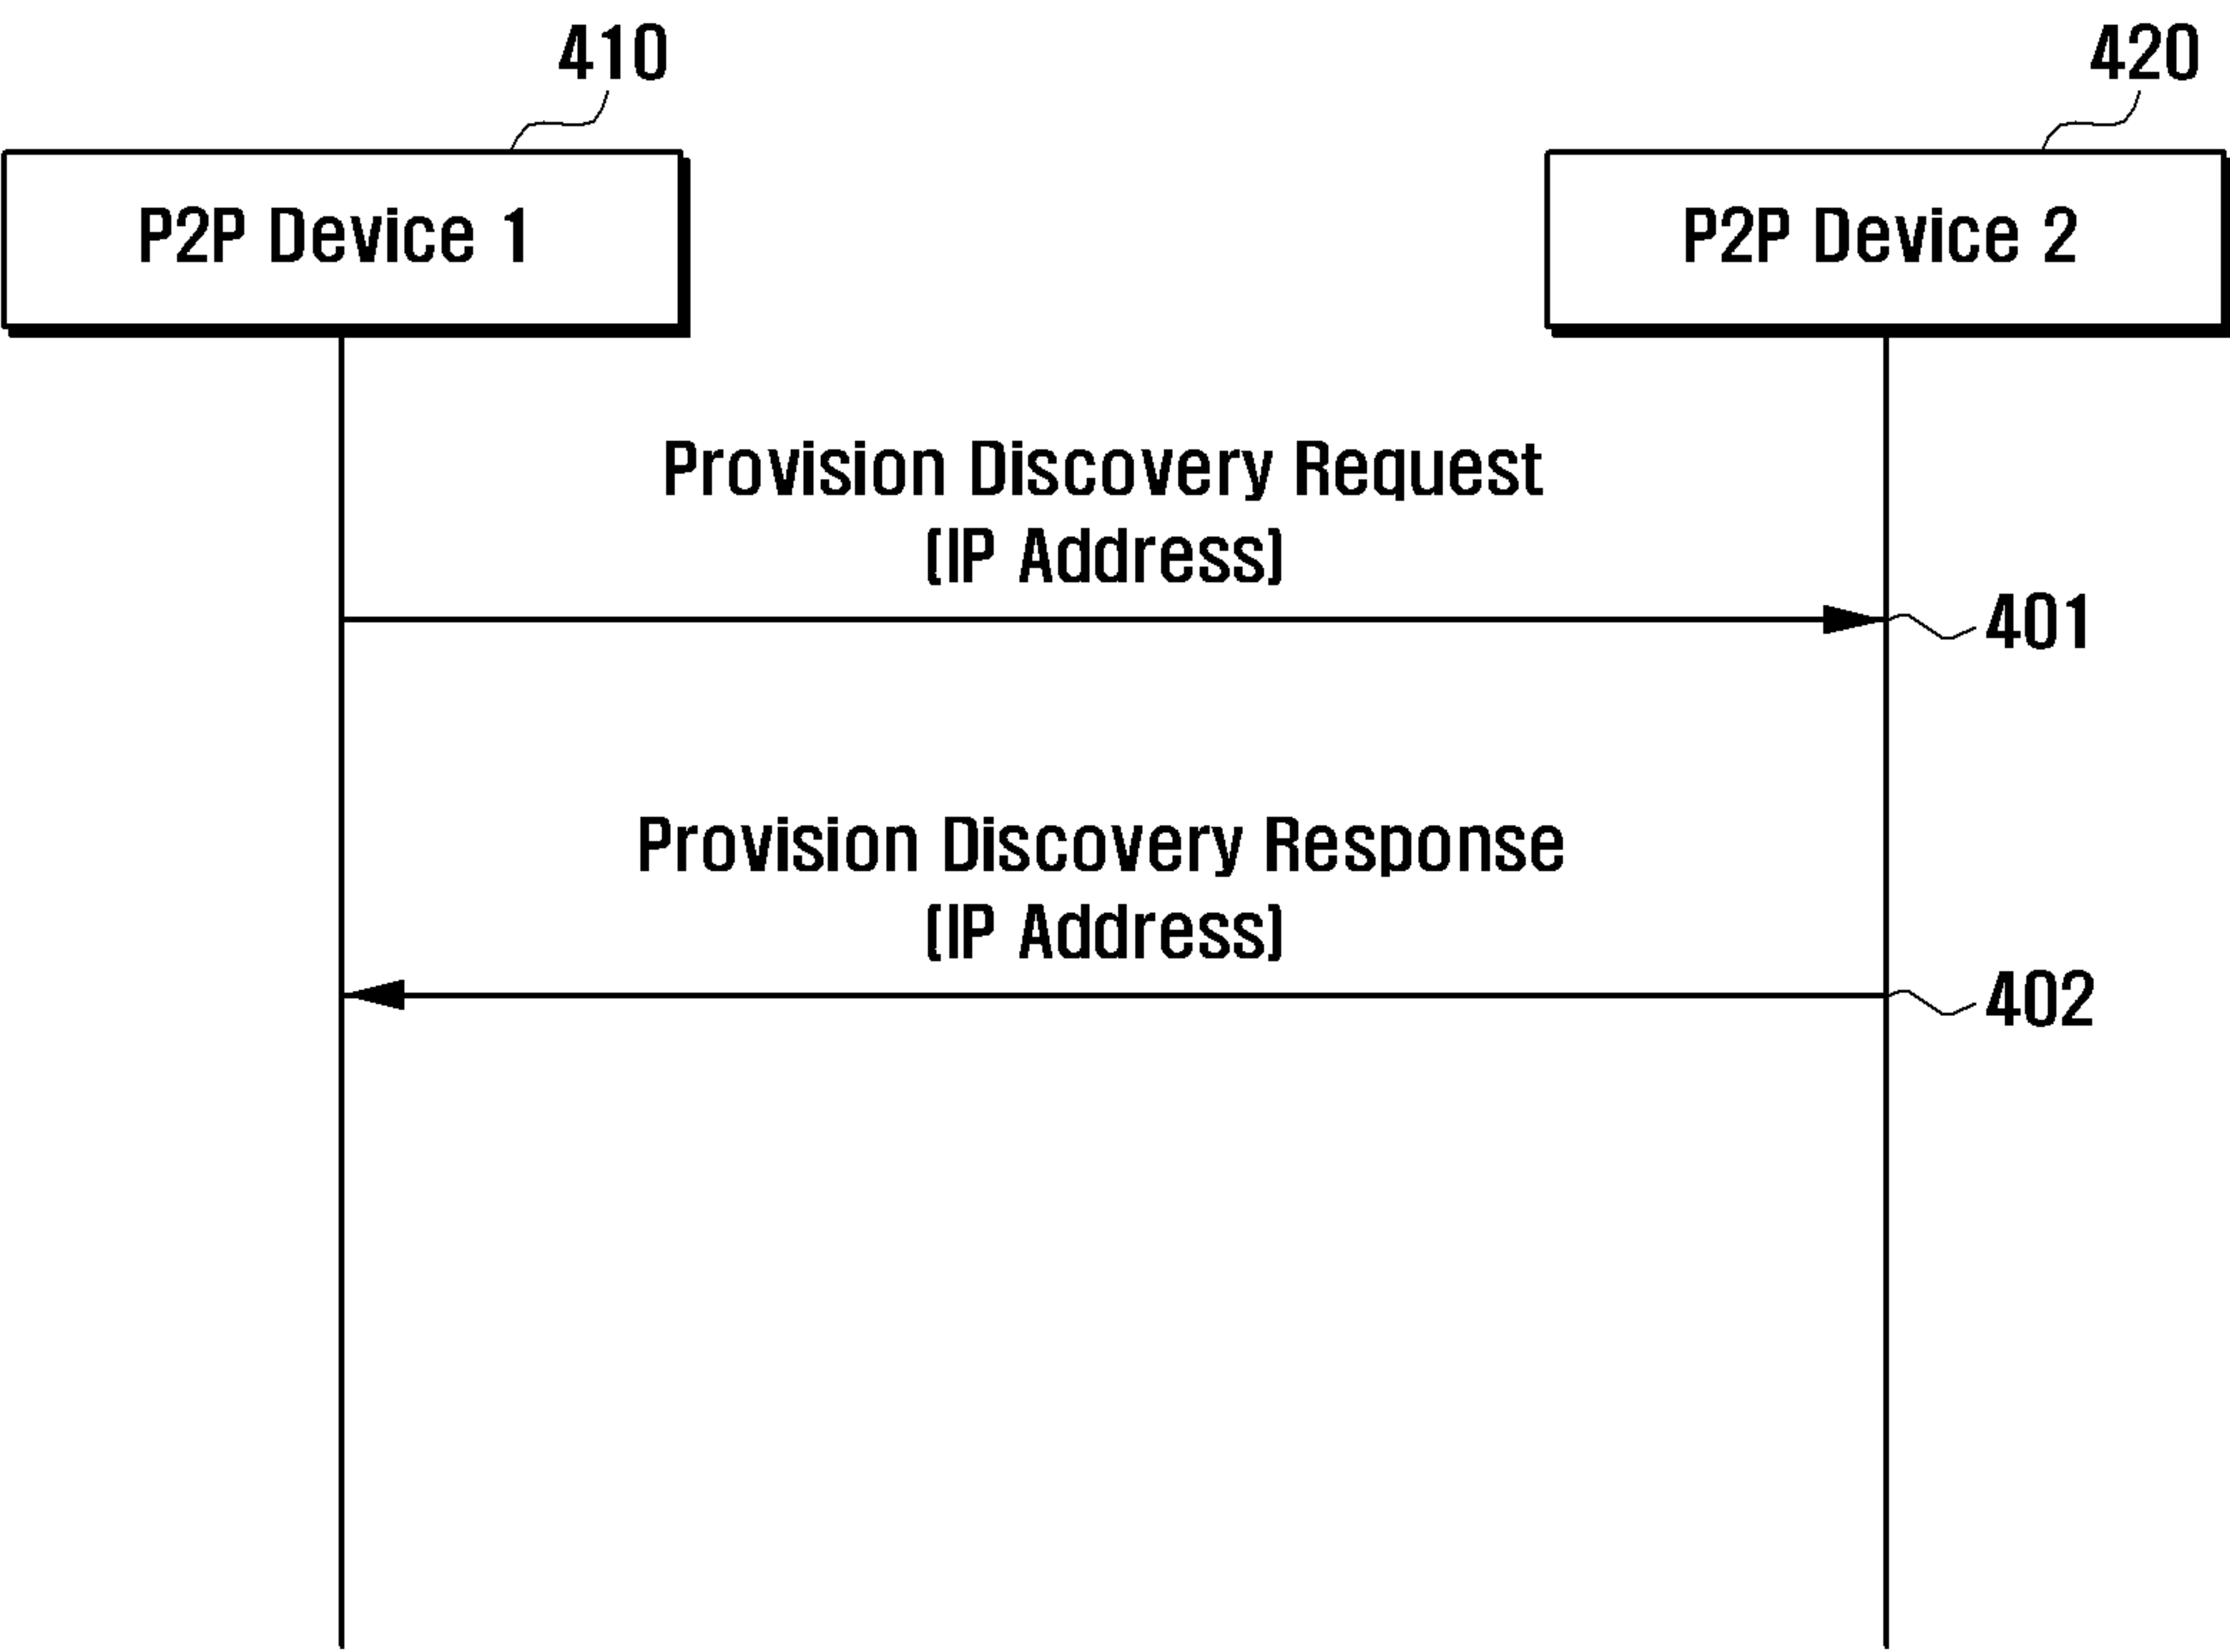 410
420
P2P Device 1
P2P Device 2
Provision Discovery Request
(IP Address)
401
Provision Discovery Response
(IP Address)
402